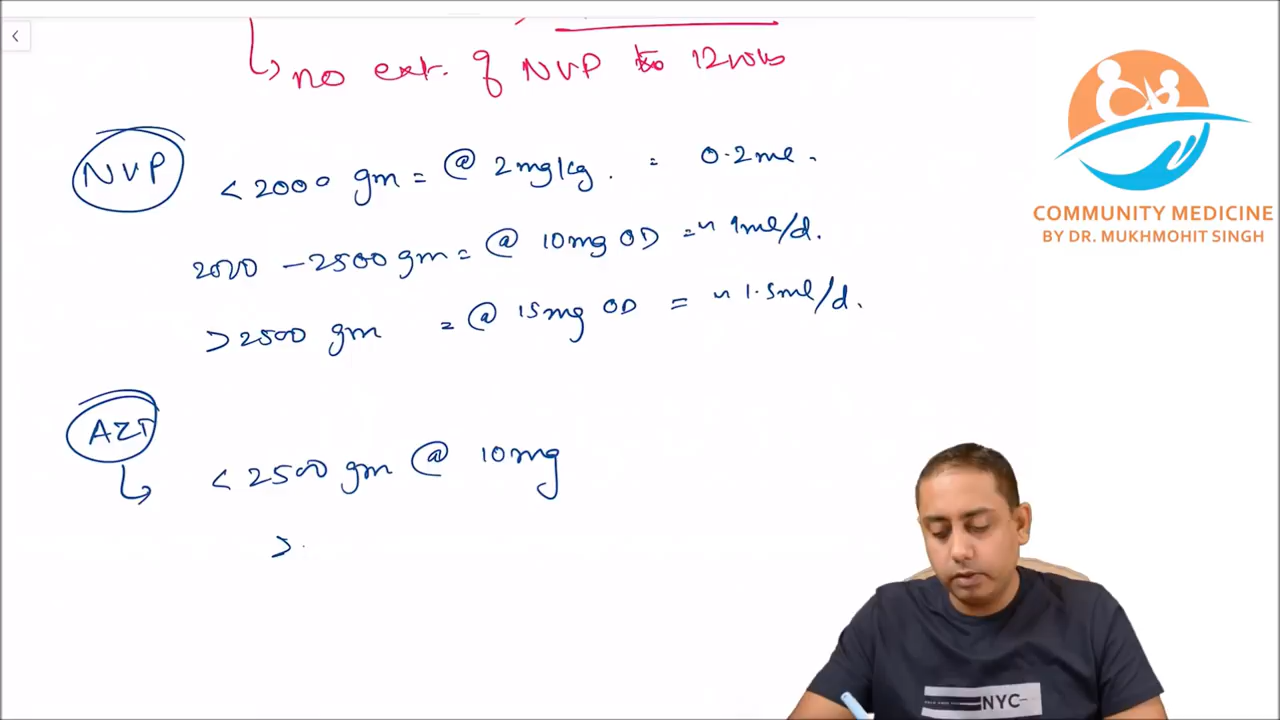 no ext. of NVP to 12wks
NVP
< 2000 gm = @ 2mg/kg. = 0.2ml.
2000 - 2500 gm = @ 10mg OD = " 1ml/d.
> 2500 gm = @ 15mg OD = " 1.5ml/d.
AZT
< 2500 gm @ 10mg
>
COMMUNITY MEDICINE
BY DR. MUKHMOHIT SINGH
NYC